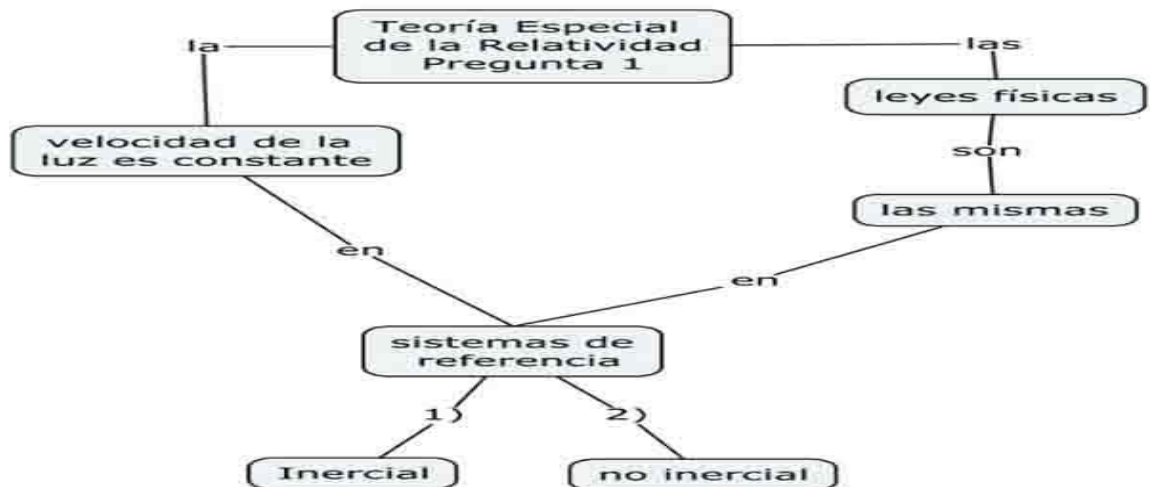 Teoría Especial
de la Relatividad
Pregunta 1
la
las
leyes físicas
velocidad de la
luz es constante
son
las mismas
en
en
sistemas de
referencia
1)
2)
Inercial
no inercial